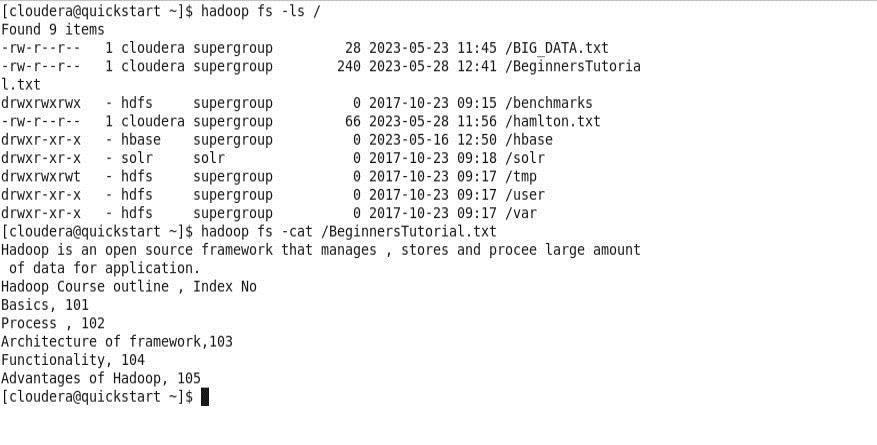 [cloudera@quickstart ~]$ hadoop fs -ls /
Found 9 items
-rw-r--r--   1 cloudera supergroup         28 2023-05-23 11:45 /BIG_DATA.txt
-rw-r--r--   1 cloudera supergroup        240 2023-05-28 12:41 /BeginnersTutoria
l.txt
drwxrwxrwx   - hdfs     supergroup          0 2017-10-23 09:15 /benchmarks
-rw-r--r--   1 cloudera supergroup         66 2023-05-28 11:56 /hamlton.txt
drwxr-xr-x   - hbase    supergroup          0 2023-05-16 12:50 /hbase
drwxr-xr-x   - solr     solr                0 2017-10-23 09:18 /solr
drwxrwxrwt   - hdfs     supergroup          0 2017-10-23 09:17 /tmp
drwxr-xr-x   - hdfs     supergroup          0 2017-10-23 09:17 /user
drwxr-xr-x   - hdfs     supergroup          0 2017-10-23 09:17 /var
[cloudera@quickstart ~]$ hadoop fs -cat /BeginnersTutorial.txt
Hadoop is an open source framework that manages , stores and procee large amount
 of data for application.
Hadoop Course outline , Index No
Basics, 101
Process , 102
Architecture of framework,103
Functionality, 104
Advantages of Hadoop, 105
[cloudera@quickstart ~]$